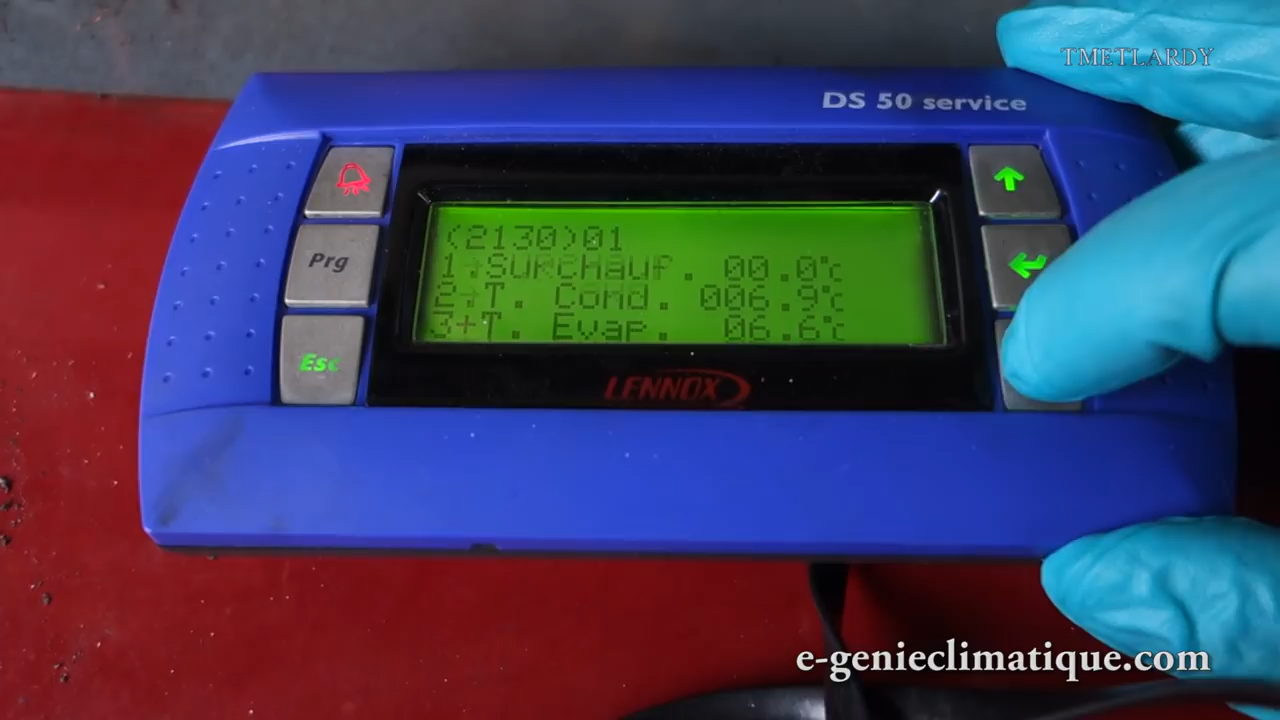 TMETLARDY
DS 50 service
(2130)01
1→Surchauf. 00.0°c
2→T. Cond. 006.9°c
3+T. Evap. 06.6°c
Prg
Esc
LENNOX
e-genieclimatique.com